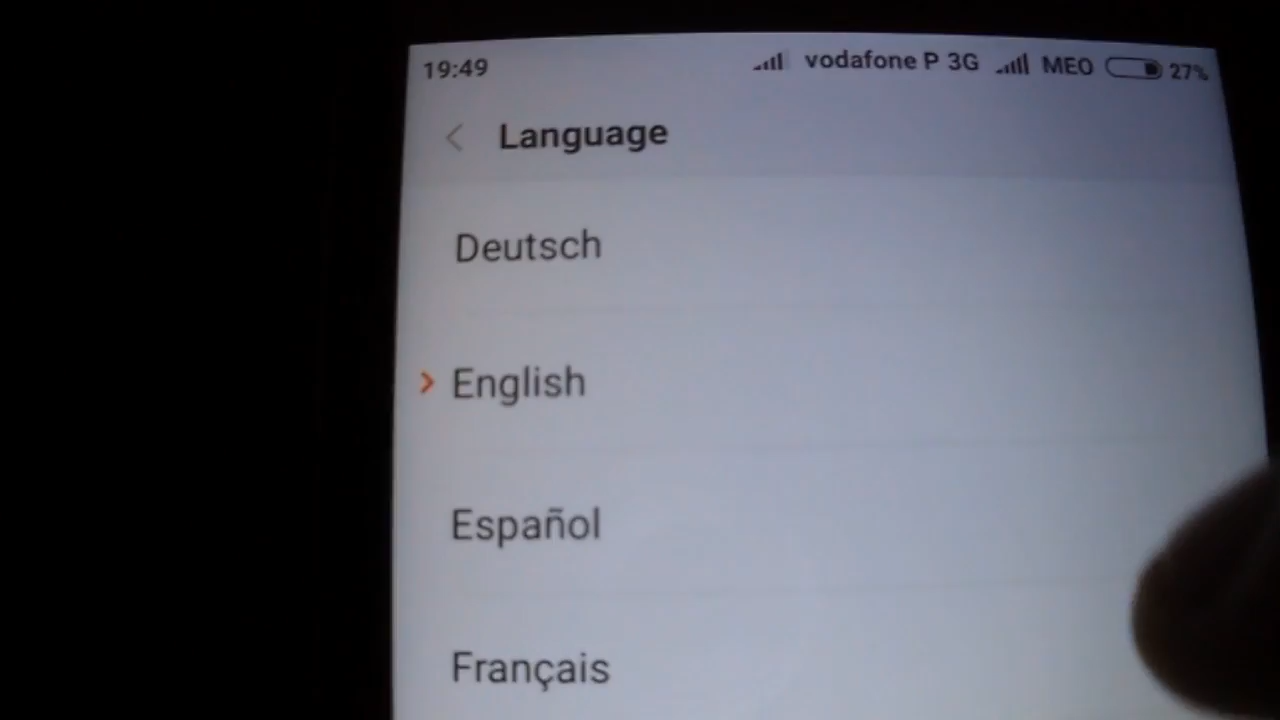 19:49 vodafone P 3G MEO 27%
Language
Deutsch
English
Español
Français